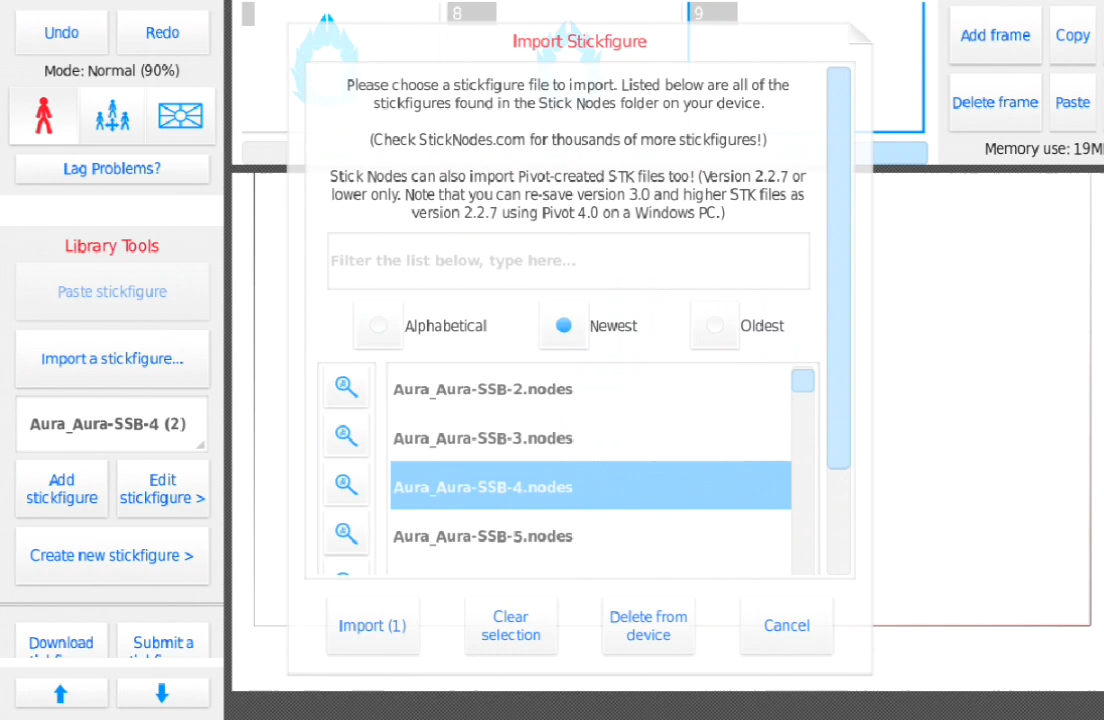 Undo
Redo
Mode: Normal (90%)
Lag Problems?
Library Tools
Paste stickfigure
Import a stickfigure...
Aura_Aura-SSB-4 (2)
Add
stickfigure
Edit
stickfigure >
Create new stickfigure >
Download
Submit a
8
9
Add frame
Copy
Delete frame
Paste
Memory use: 19M
Import Stickfigure
Please choose a stickfigure file to import. Listed below are all of the
stickfigures found in the Stick Nodes folder on your device.
(Check StickNodes.com for thousands of more stickfigures!)
Stick Nodes can also import Pivot-created STK files too! (Version 2.2.7 or
lower only. Note that you can re-save version 3.0 and higher STK files as
version 2.2.7 using Pivot 4.0 on a Windows PC.)
Filter the list below, type here...
Alphabetical
Newest
Oldest
Aura_Aura-SSB-2.nodes
Aura_Aura-SSB-3.nodes
Aura_Aura-SSB-4.nodes
Aura_Aura-SSB-5.nodes
Import (1)
Clear
selection
Delete from
device
Cancel